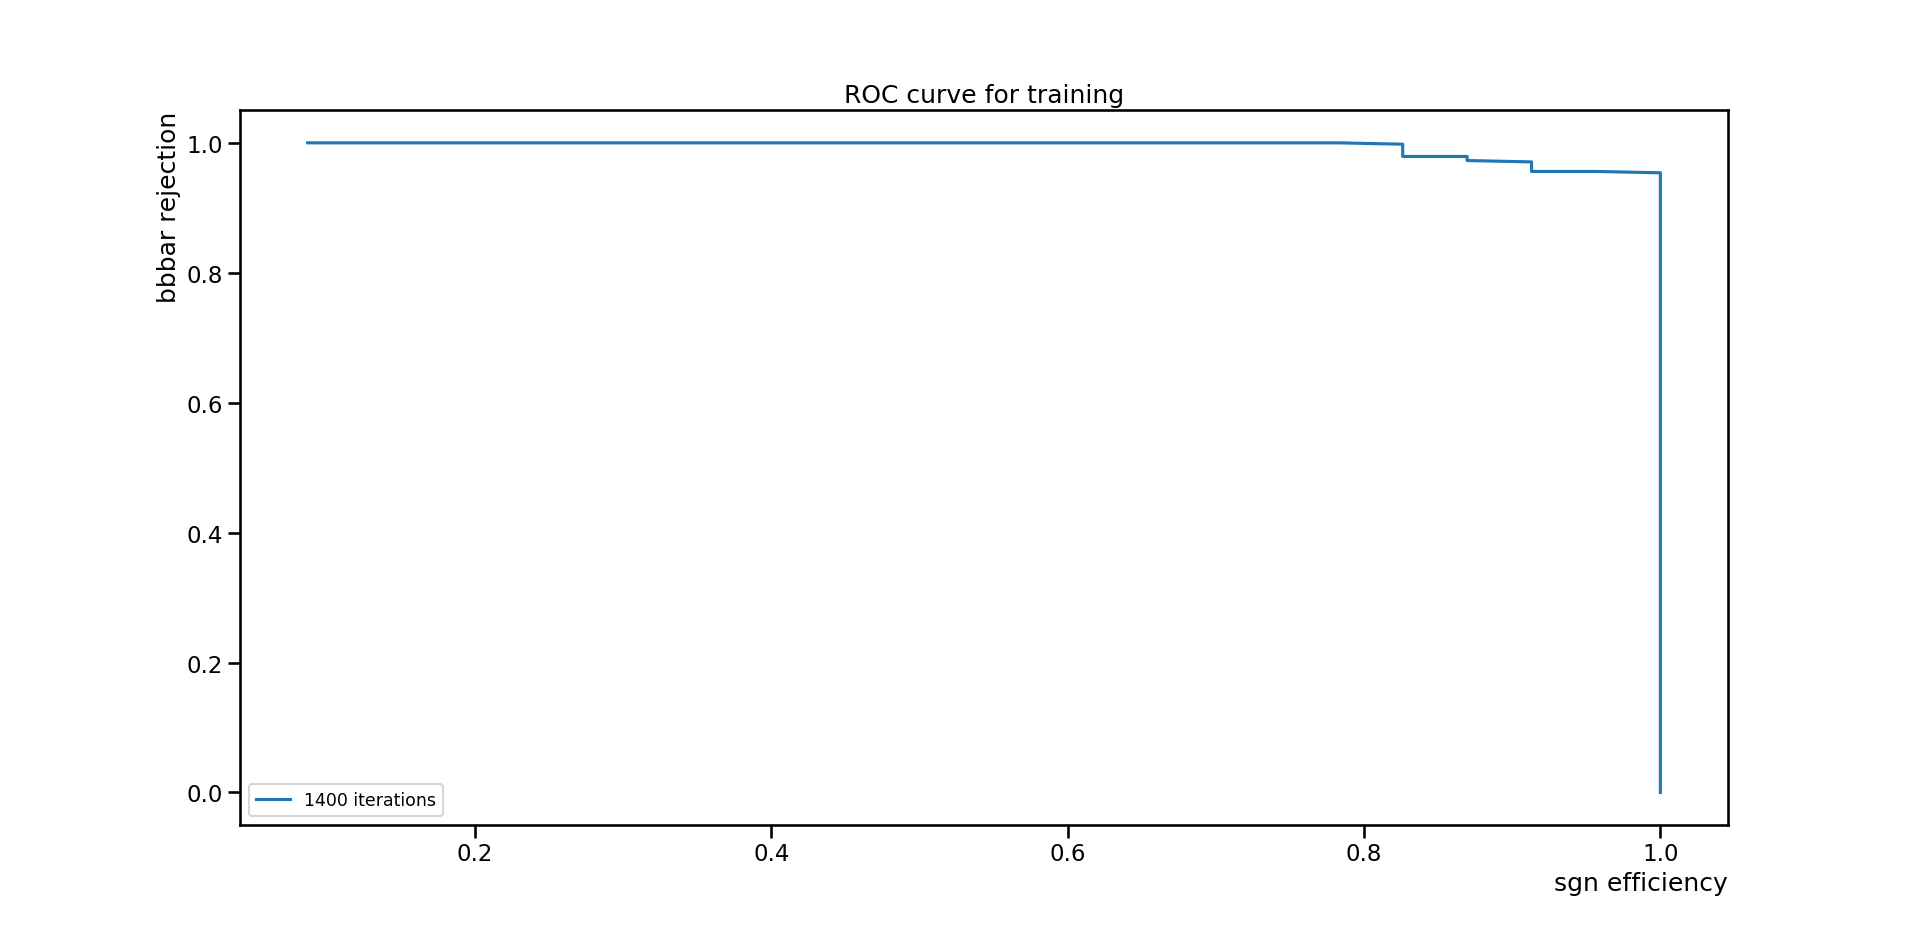 ROC curve for training
bbbar rejection
1.0
0.8
0.6
0.4
0.2
0.0
1400 iterations
0.2 0.4 0.6 0.8 1.0
sgn efficiency